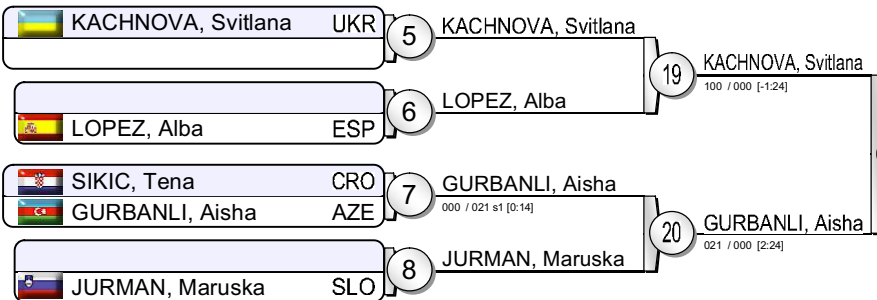 KACHNOVA, Svitlana UKR
5
KACHNOVA, Svitlana
6
LOPEZ, Alba
LOPEZ, Alba ESP
19
KACHNOVA, Svitlana
100 / 000 [-1:24]
SIKIC, Tena CRO
GURBANLI, Aisha AZE
7
GURBANLI, Aisha
000 / 021 s1 [0:14]
8
JURMAN, Maruska
JURMAN, Maruska SLO
20
GURBANLI, Aisha
021 / 000 [2:24]